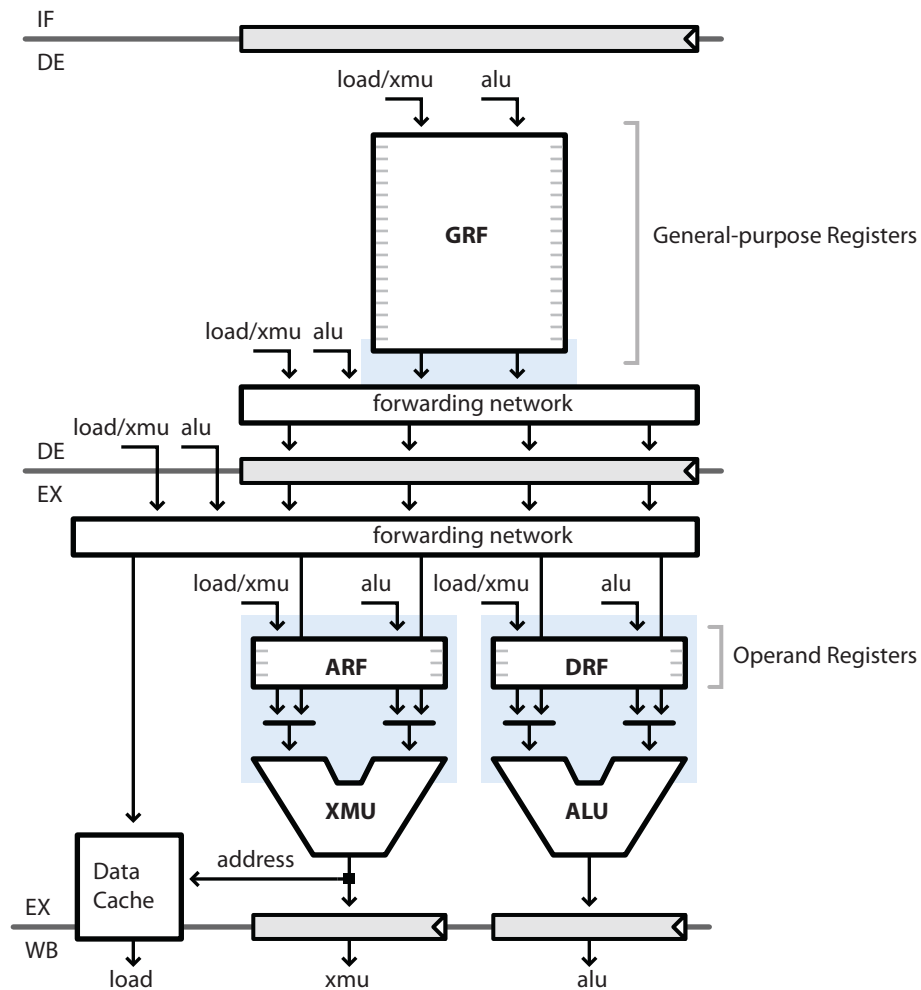 IF
DE
load/xmu alu
GRF
General-purpose Registers
load/xmu alu
forwarding network
load/xmu alu
DE
EX
forwarding network
load/xmu alu load/xmu alu
ARF DRF Operand Registers
XMU ALU
address
Data
Cache
EX
WB
load xmu alu